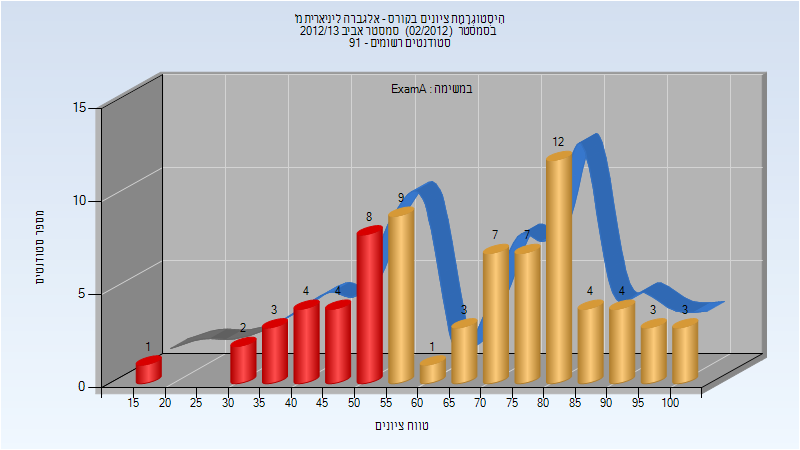 היסטוגרמת ציונים בקורס - אלגברה ליניארית מ'
בסמסטר (02/2012) סמסטר אביב 2012/13
סטודנטים רשומים - 91
במשימה : ExamA
מספר סטודנטים
15
10
5
0
1
2
3
4
4
8
9
1
3
7
7
12
4
4
3
3
15 20 25 30 35 40 45 50 55 60 65 70 75 80 85 90 95 100
טווח ציונים